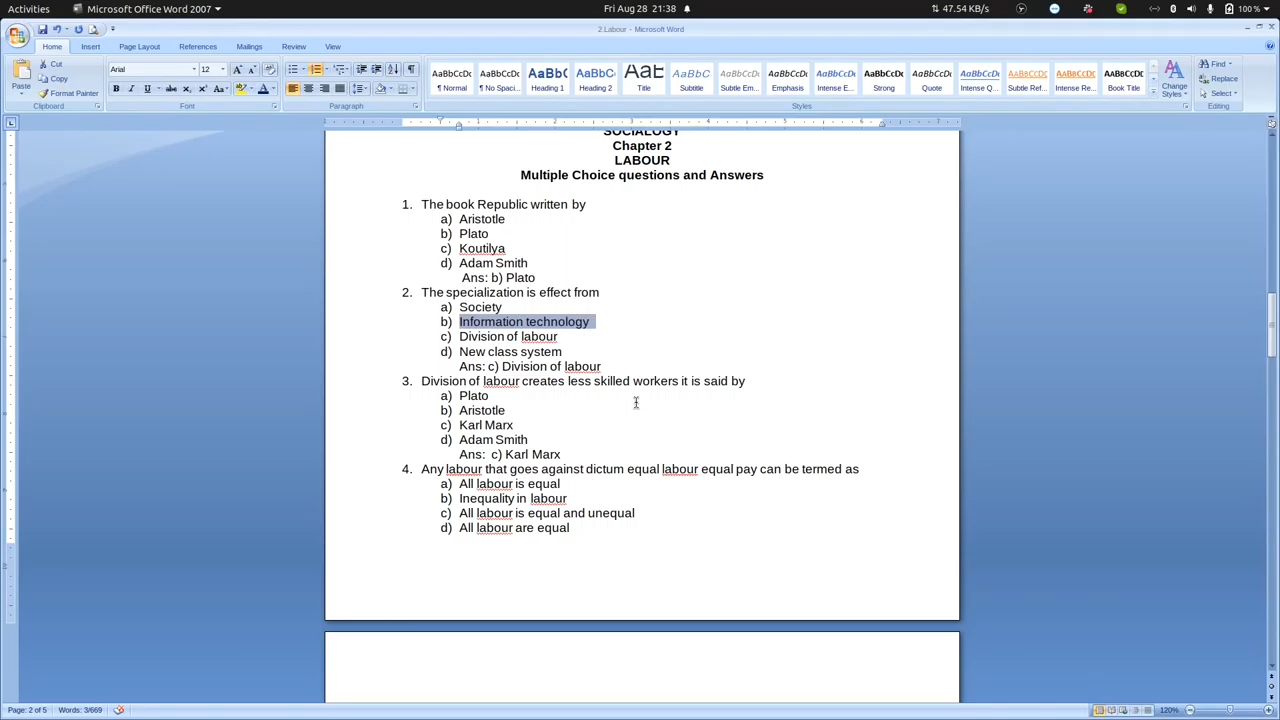 Activities Microsoft Office Word 2007 Fri Aug 28 21:38 47.54 KB/s 100 %
2.Labour - Microsoft Word
Home Insert Page Layout References Mailings Review View
Paste Cut Copy Format Painter
Arial 12
AaBbCcDc AaBbCcDc AaBbCc AaBbCc AaB AaBbC AaBbCcDc AaBbCcDc AaBbCcDc AaBbCcDc AaBbCcDc AaBbCcDc AaBbCcDc AaBbCcDc AaBbCcDc
¶ Normal ¶ No Spaci... Heading 1 Heading 2 Title Subtitle Subtle Em... Emphasis Intense E... Strong Quote Intense Q... Subtle Ref... Intense Re... Book Title
Change Styles
Find Replace Select
Clipboard Font Paragraph Styles Editing
SOCIALOGY
Chapter 2
LABOUR
Multiple Choice questions and Answers
1. The book Republic written by
a) Aristotle
b) Plato
c) Koutilya
d) Adam Smith
Ans: b) Plato
2. The specialization is effect from
a) Society
b) Information technology
c) Division of labour
d) New class system
Ans: c) Division of labour
3. Division of labour creates less skilled workers it is said by
a) Plato
b) Aristotle
c) Karl Marx
d) Adam Smith
Ans: c) Karl Marx
4. Any labour that goes against dictum equal labour equal pay can be termed as
a) All labour is equal
b) Inequality in labour
c) All labour is equal and unequal
d) All labour are equal
Page: 2 of 5 Words: 3/669 120%